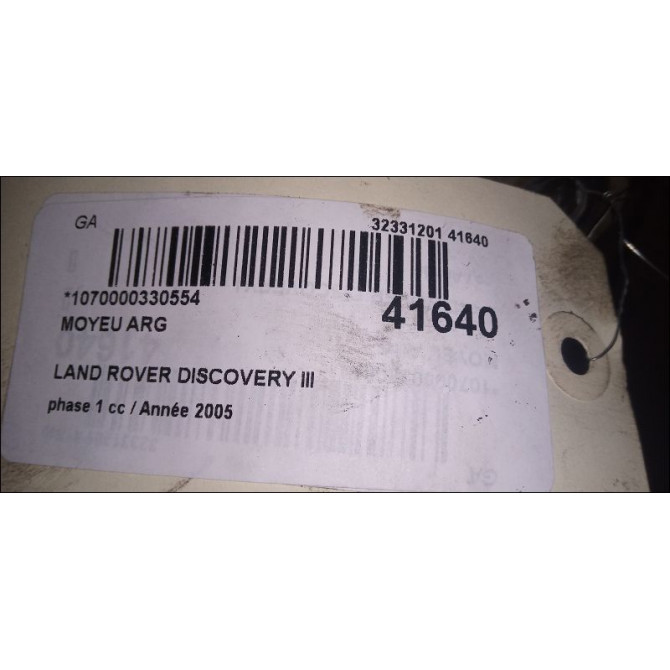 GA
32331201 41640
*1070000330554
41640
MOYEU ARG
LAND ROVER DISCOVERY III
phase 1 cc / Année 2005